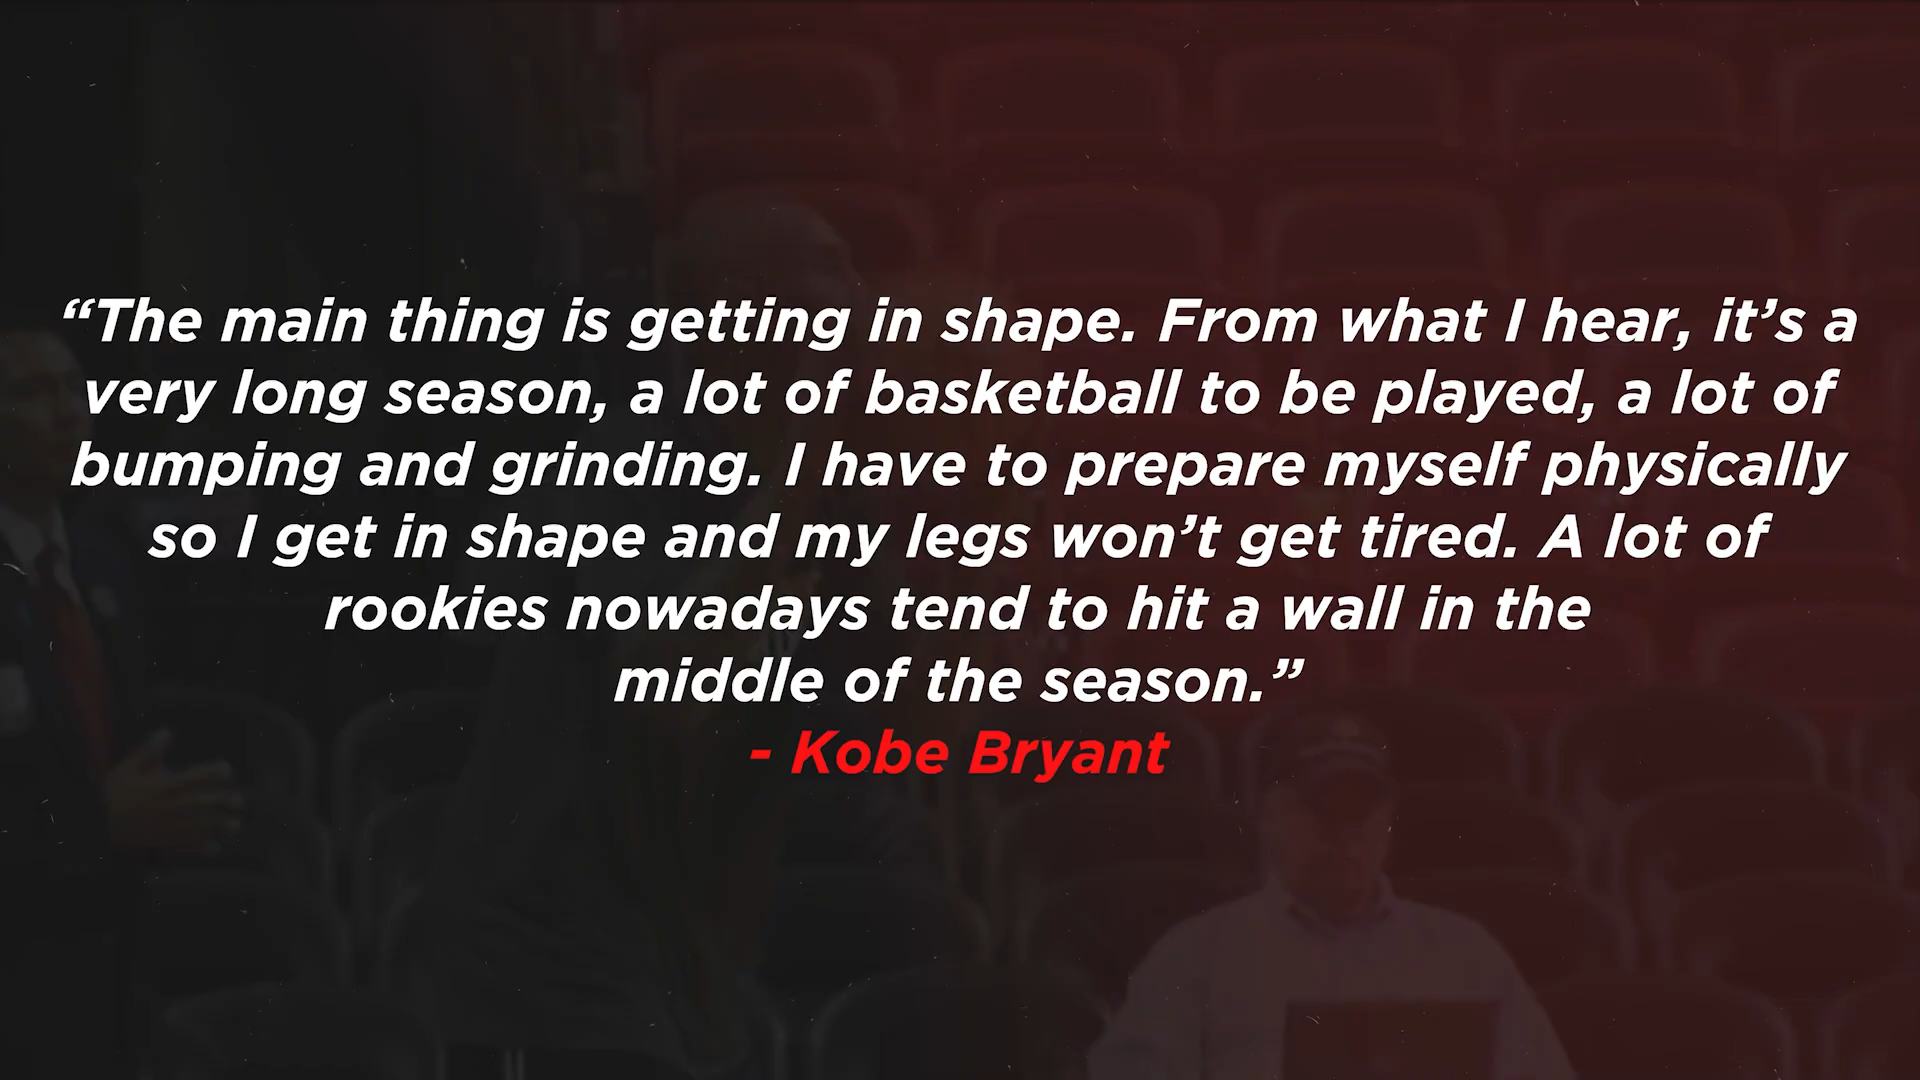 “The main thing is getting in shape. From what I hear, it’s a
very long season, a lot of basketball to be played, a lot of
bumping and grinding. I have to prepare myself physically
so I get in shape and my legs won’t get tired. A lot of
rookies nowadays tend to hit a wall in the
middle of the season.”
- Kobe Bryant